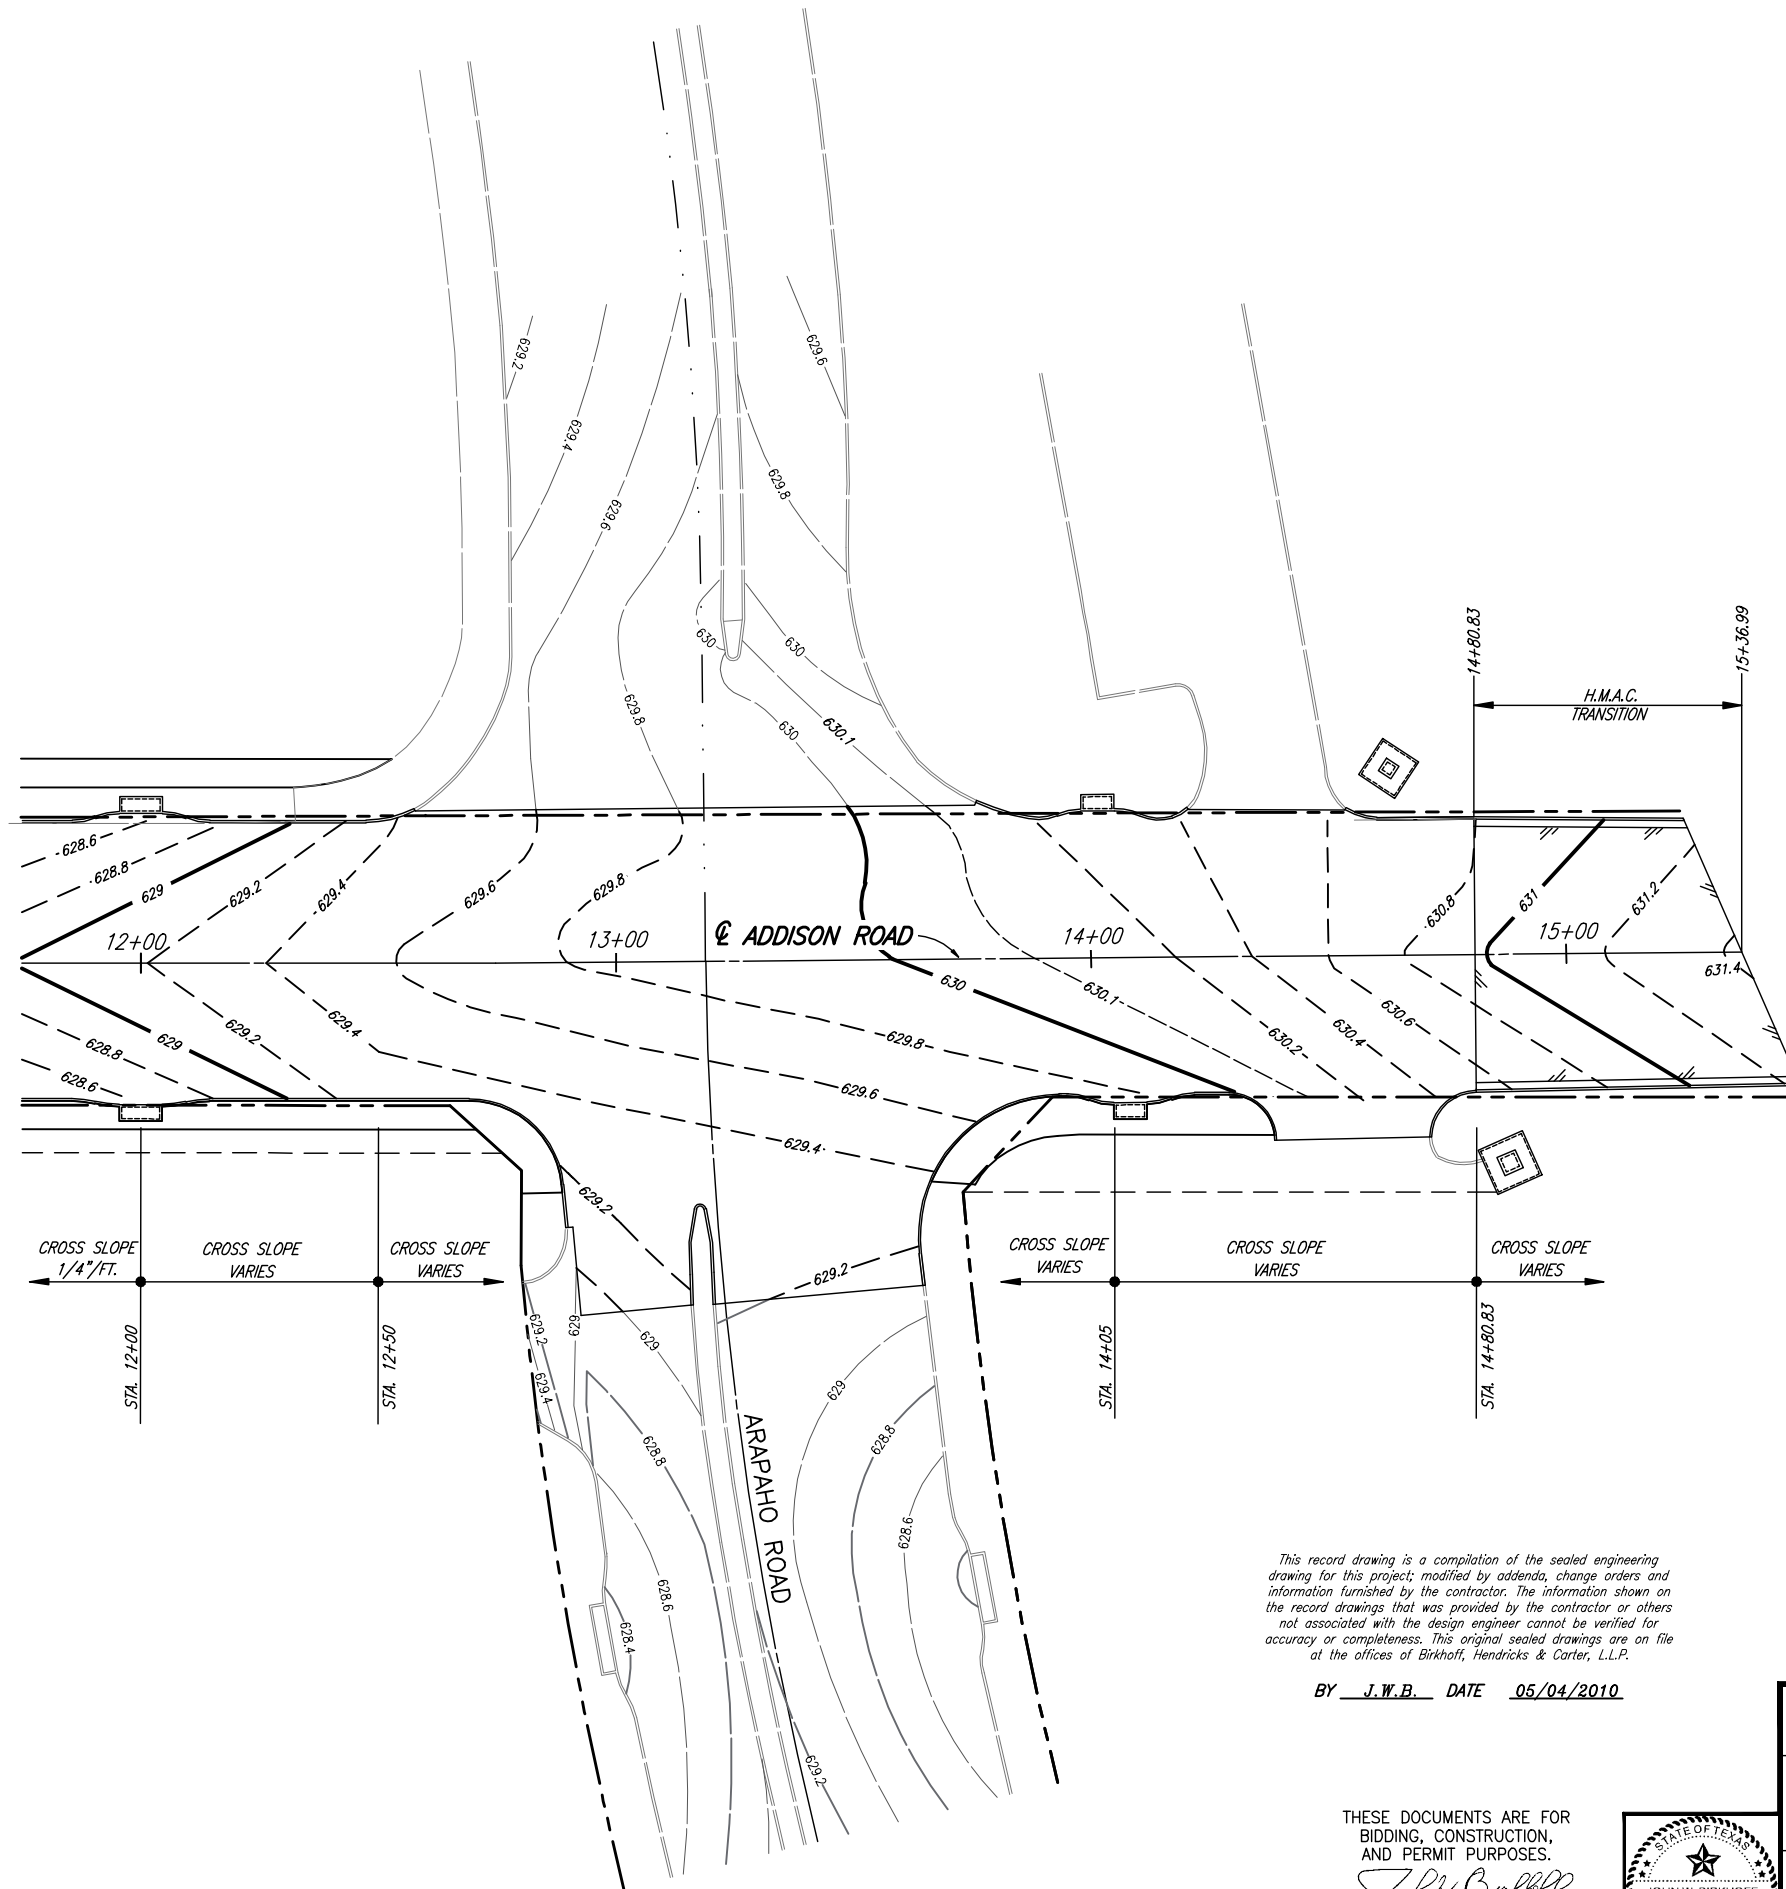 629.2
629.6
629.4
629.8
629.6
630
630
629.8
630
630.1
14+80.83
15+36.99
H.M.A.C.
TRANSITION
628.6
628.8
629
629.2
629.4
629.6
629.8
630.8
631
631.2
12+00
13+00
℄ ADDISON ROAD
14+00
15+00
631.4
630
630.1
629
629.2
629.4
628.8
628.6
629.8
629.6
629.4
630.2
630.4
630.6
629.2
629.2
CROSS SLOPE
1/4"/FT.
CROSS SLOPE
VARIES
CROSS SLOPE
VARIES
CROSS SLOPE
VARIES
CROSS SLOPE
VARIES
CROSS SLOPE
VARIES
STA. 12+00
STA. 12+50
STA. 14+05
STA. 14+80.83
629.2
629
629
629.4
629
628.8
628.8
628.6
628.6
628.4
629.2
ARAPAHO ROAD
This record drawing is a compilation of the sealed engineering
drawing for this project; modified by addenda, change orders and
information furnished by the contractor. The information shown on
the record drawings that was provided by the contractor or others
not associated with the design engineer cannot be verified for
accuracy or completeness. This original sealed drawings are on file
at the offices of Birkhoff, Hendricks & Carter, L.L.P.
BY J.W.B. DATE 05/04/2010
THESE DOCUMENTS ARE FOR
BIDDING, CONSTRUCTION,
AND PERMIT PURPOSES.
STATE OF TEXAS